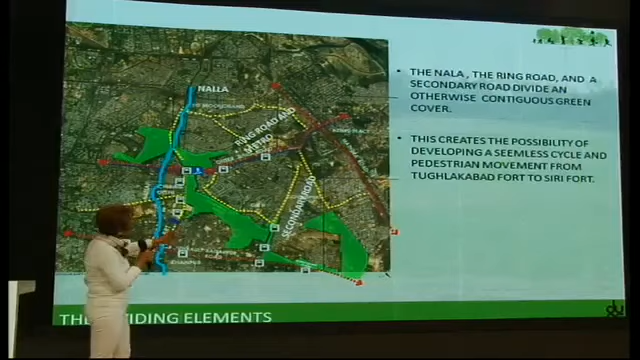 NALLA
RING ROAD AND
METRO
SECONDARY ROAD
• THE NALA , THE RING ROAD, AND A
SECONDARY ROAD DIVIDE AN
OTHERWISE CONTIGUOUS GREEN
COVER.
• THIS CREATES THE POSSIBILITY OF
DEVELOPING A SEEMLESS CYCLE AND
PEDESTRIAN MOVEMENT FROM
TUGHLAKABAD FORT TO SIRI FORT.
IDING ELEMENTS